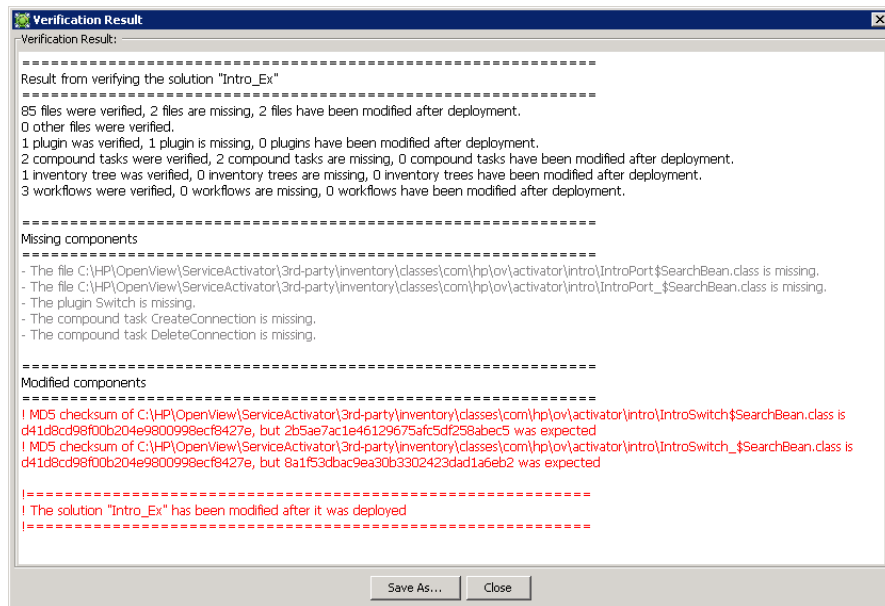 Verification Result
Verification Result:
============================================================
Result from verifying the solution "Intro_Ex"
============================================================
85 files were verified, 2 files are missing, 2 files have been modified after deployment.
0 other files were verified.
1 plugin was verified, 1 plugin is missing, 0 plugins have been modified after deployment.
2 compound tasks were verified, 2 compound tasks are missing, 0 compound tasks have been modified after deployment.
1 inventory tree was verified, 0 inventory trees are missing, 0 inventory trees have been modified after deployment.
3 workflows were verified, 0 workflows are missing, 0 workflows have been modified after deployment.
============================================================
Missing components
============================================================
- The file C:\HP\OpenView\ServiceActivator\3rd-party\inventory\classes\com\hp\ov\activator\intro\IntroPort$SearchBean.class is missing.
- The file C:\HP\OpenView\ServiceActivator\3rd-party\inventory\classes\com\hp\ov\activator\intro\IntroPort_$SearchBean.class is missing.
- The plugin Switch is missing.
- The compound task CreateConnection is missing.
- The compound task DeleteConnection is missing.
============================================================
Modified components
============================================================
! MD5 checksum of C:\HP\OpenView\ServiceActivator\3rd-party\inventory\classes\com\hp\ov\activator\intro\IntroSwitch$SearchBean.class is
d41d8cd98f00b204e9800998ecf8427e, but 2b5ae7ac1e46129675afc5df258abec5 was expected
! MD5 checksum of C:\HP\OpenView\ServiceActivator\3rd-party\inventory\classes\com\hp\ov\activator\intro\IntroSwitch_$SearchBean.class is
d41d8cd98f00b204e9800998ecf8427e, but 8a1f53dbac9ea30b3302423dad1a6eb2 was expected
!===========================================================
! The solution "Intro_Ex" has been modified after it was deployed
!===========================================================
Save As... Close